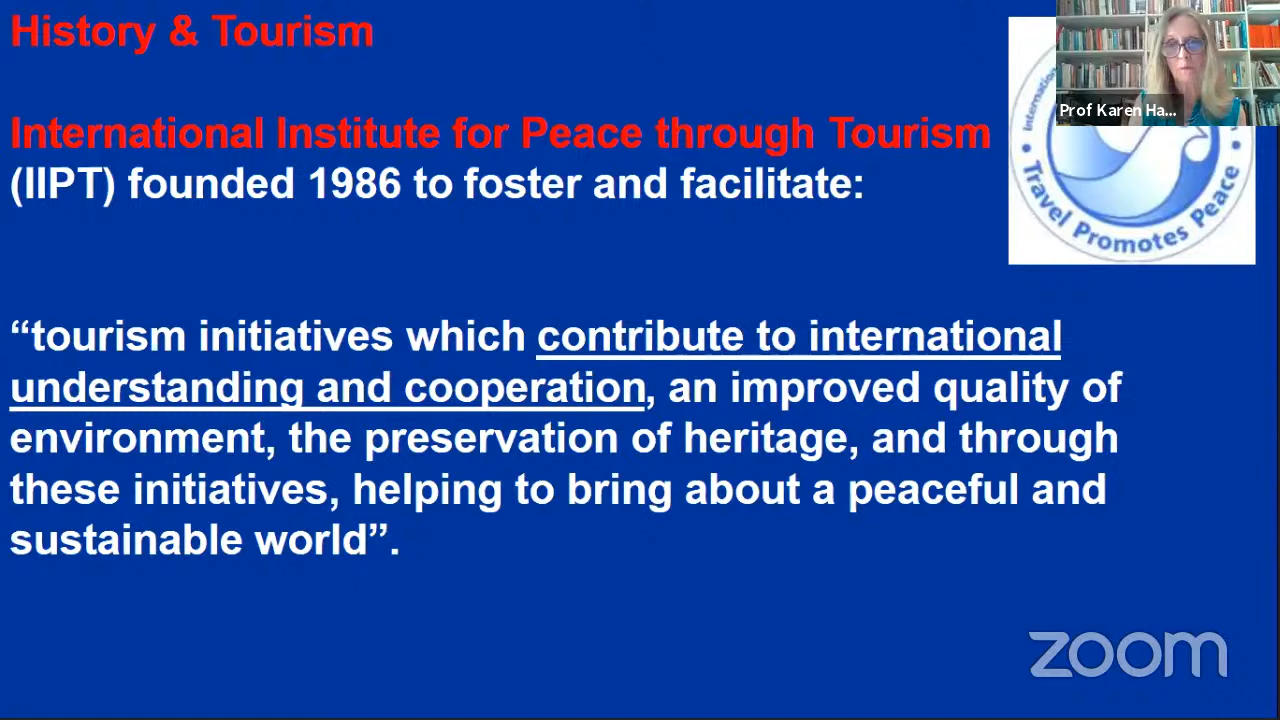 History & Tourism
International Institute for Peace through Tourism
(IIPT) founded 1986 to foster and facilitate:
“tourism initiatives which contribute to international
understanding and cooperation, an improved quality of
environment, the preservation of heritage, and through
these initiatives, helping to bring about a peaceful and
sustainable world”.
Prof Karen Ha...
Travel Promotes Peace
zoom